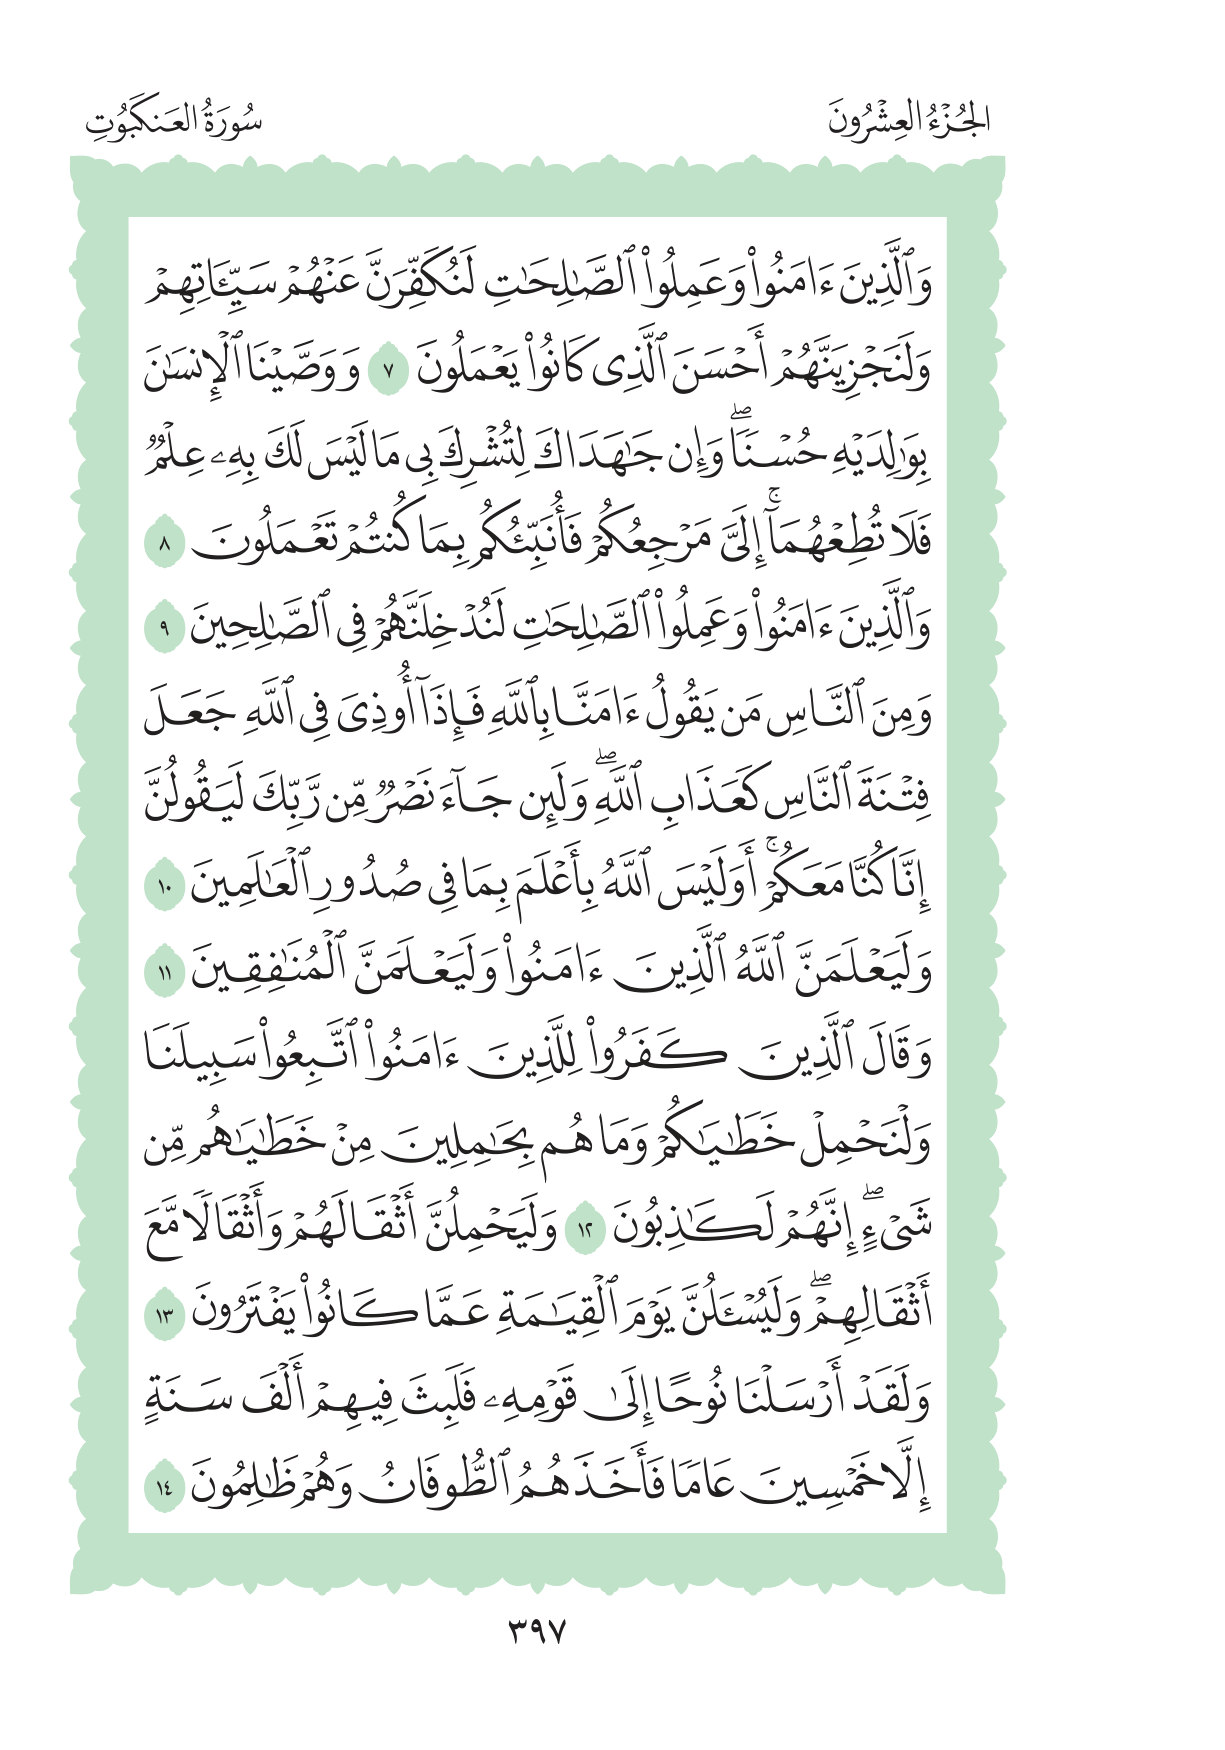 الجُزْءُ العِشْرُونَ
سُورَةُ العَنكَبُوتِ
وَٱلَّذِينَ ءَامَنُواْ وَعَمِلُواْ ٱلصَّٰلِحَٰتِ لَنُكَفِّرَنَّ عَنْهُمْ سَيِّـَٔاتِهِمْ
وَلَنَجْزِيَنَّهُمْ أَحْسَنَ ٱلَّذِى كَانُواْ يَعْمَلُونَ ٧ وَوَصَّيْنَا ٱلْإِنسَٰنَ
بِوَٰلِدَيْهِ حُسْنًاۖ وَإِن جَٰهَدَاكَ لِتُشْرِكَ بِى مَا لَيْسَ لَكَ بِهِۦ عِلْمٌ
فَلَا تُطِعْهُمَآۚ إِلَىَّ مَرْجِعُكُمْ فَأُنَبِّئُكُم بِمَا كُنتُمْ تَعْمَلُونَ ٨
وَٱلَّذِينَ ءَامَنُواْ وَعَمِلُواْ ٱلصَّٰلِحَٰتِ لَنُدْخِلَنَّهُمْ فِى ٱلصَّٰلِحِينَ ٩
وَمِنَ ٱلنَّاسِ مَن يَقُولُ ءَامَنَّا بِٱللَّهِ فَإِذَآ أُوذِىَ فِى ٱللَّهِ جَعَلَ
فِتْنَةَ ٱلنَّاسِ كَعَذَابِ ٱللَّهِۖ وَلَئِن جَآءَ نَصْرٌ مِّن رَّبِّكَ لَيَقُولُنَّ
إِنَّا كُنَّا مَعَكُمْۚ أَوَلَيْسَ ٱللَّهُ بِأَعْلَمَ بِمَا فِى صُدُورِ ٱلْعَٰلَمِينَ ١٠
وَلَيَعْلَمَنَّ ٱللَّهُ ٱلَّذِينَ ءَامَنُواْ وَلَيَعْلَمَنَّ ٱلْمُنَٰفِقِينَ ١١
وَقَالَ ٱلَّذِينَ كَفَرُواْ لِلَّذِينَ ءَامَنُواْ ٱتَّبِعُواْ سَبِيلَنَا
وَلْنَحْمِلْ خَطَٰيَٰكُمْ وَمَا هُم بِحَٰمِلِينَ مِنْ خَطَٰيَٰهُم مِّن
شَىْءٍۖ إِنَّهُمْ لَكَٰذِبُونَ ١٢ وَلَيَحْمِلُنَّ أَثْقَالَهُمْ وَأَثْقَالًا مَّعَ
أَثْقَالِهِمْۖ وَلَيُسْـَٔلُنَّ يَوْمَ ٱلْقِيَٰمَةِ عَمَّا كَانُواْ يَفْتَرُونَ ١٣
وَلَقَدْ أَرْسَلْنَا نُوحًا إِلَىٰ قَوْمِهِۦ فَلَبِثَ فِيهِمْ أَلْفَ سَنَةٍ
إِلَّا خَمْسِينَ عَامًا فَأَخَذَهُمُ ٱلطُّوفَانُ وَهُمْ ظَٰلِمُونَ ١٤
٣٩٧